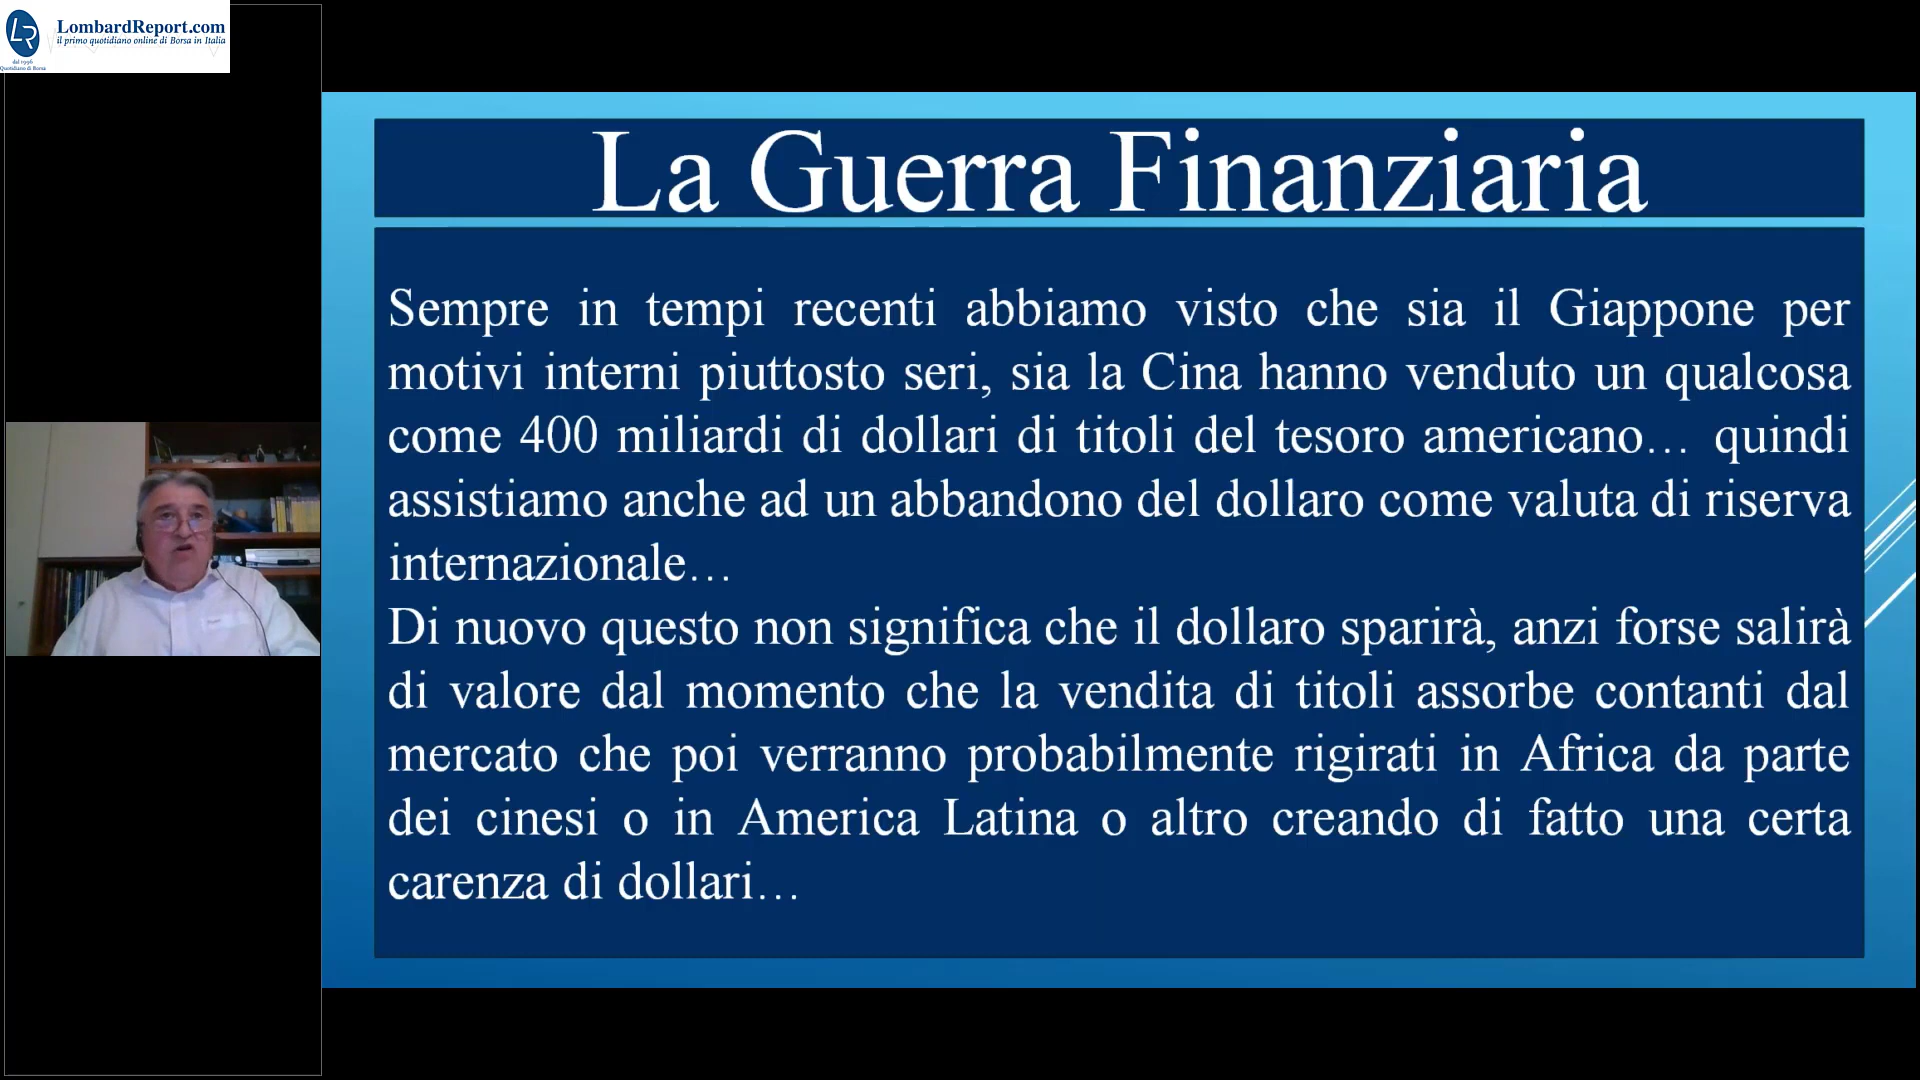 LombardReport.com
il primo quotidiano online di Borsa in Italia
dal 1996
Quotidiano di Borsa
La Guerra Finanziaria
Sempre in tempi recenti abbiamo visto che sia il Giappone per
motivi interni piuttosto seri, sia la Cina hanno venduto un qualcosa
come 400 miliardi di dollari di titoli del tesoro americano… quindi
assistiamo anche ad un abbandono del dollaro come valuta di riserva
internazionale…
Di nuovo questo non significa che il dollaro sparirà, anzi forse salirà
di valore dal momento che la vendita di titoli assorbe contanti dal
mercato che poi verranno probabilmente rigirati in Africa da parte
dei cinesi o in America Latina o altro creando di fatto una certa
carenza di dollari…